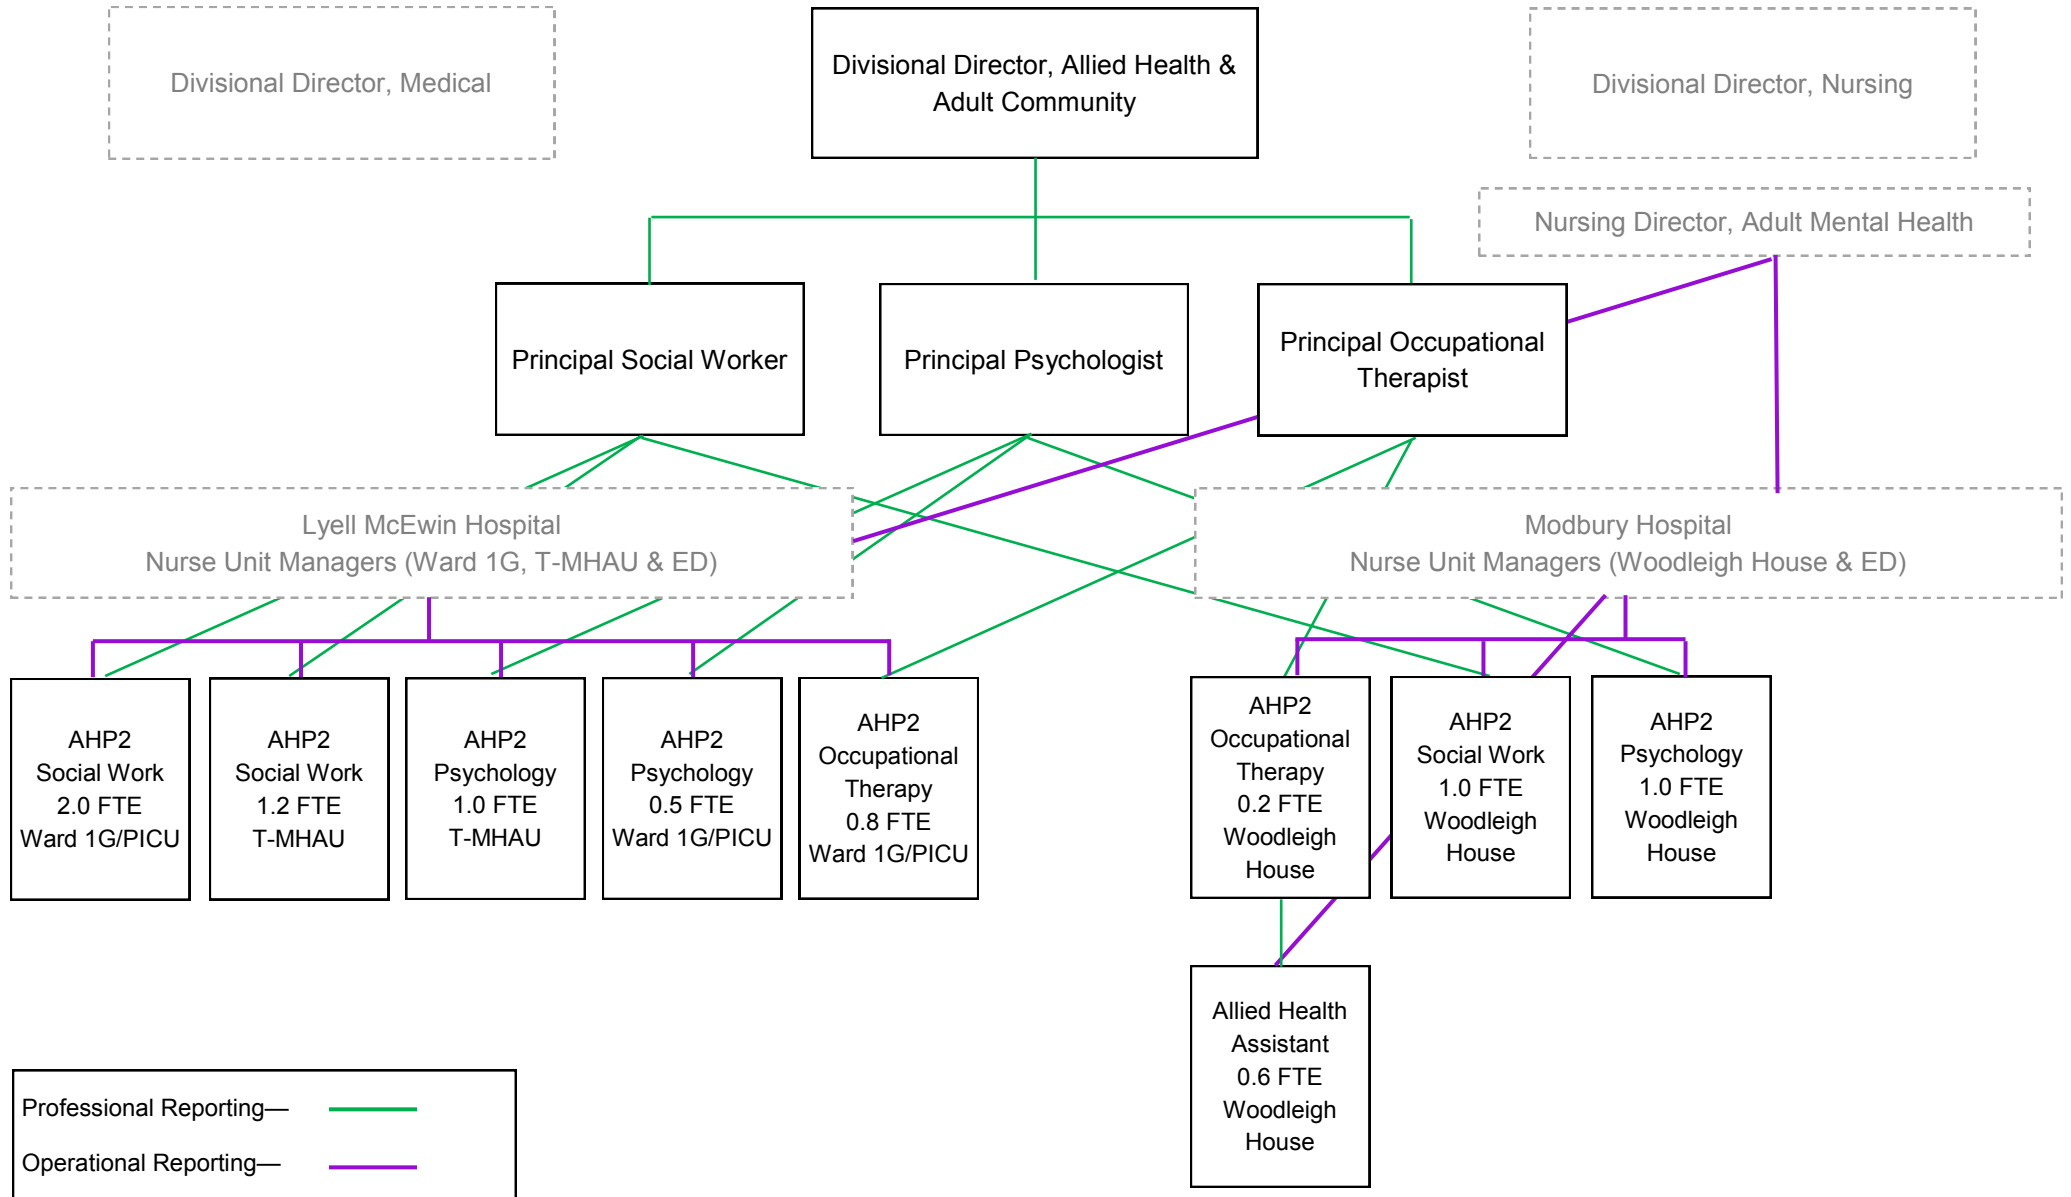 Divisional Director, Medical
Divisional Director, Allied Health &
Adult Community
Divisional Director, Nursing
Nursing Director, Adult Mental Health
Principal Social Worker
Principal Psychologist
Principal Occupational
Therapist
Lyell McEwin Hospital
Nurse Unit Managers (Ward 1G, T-MHAU & ED)
Modbury Hospital
Nurse Unit Managers (Woodleigh House & ED)
AHP2
Social Work
2.0 FTE
Ward 1G/PICU
AHP2
Social Work
1.2 FTE
T-MHAU
AHP2
Psychology
1.0 FTE
T-MHAU
AHP2
Psychology
0.5 FTE
Ward 1G/PICU
AHP2
Occupational
Therapy
0.8 FTE
Ward 1G/PICU
AHP2
Occupational
Therapy
0.2 FTE
Woodleigh
House
AHP2
Social Work
1.0 FTE
Woodleigh
House
AHP2
Psychology
1.0 FTE
Woodleigh
House
Allied Health
Assistant
0.6 FTE
Woodleigh
House
Professional Reporting—
Operational Reporting—